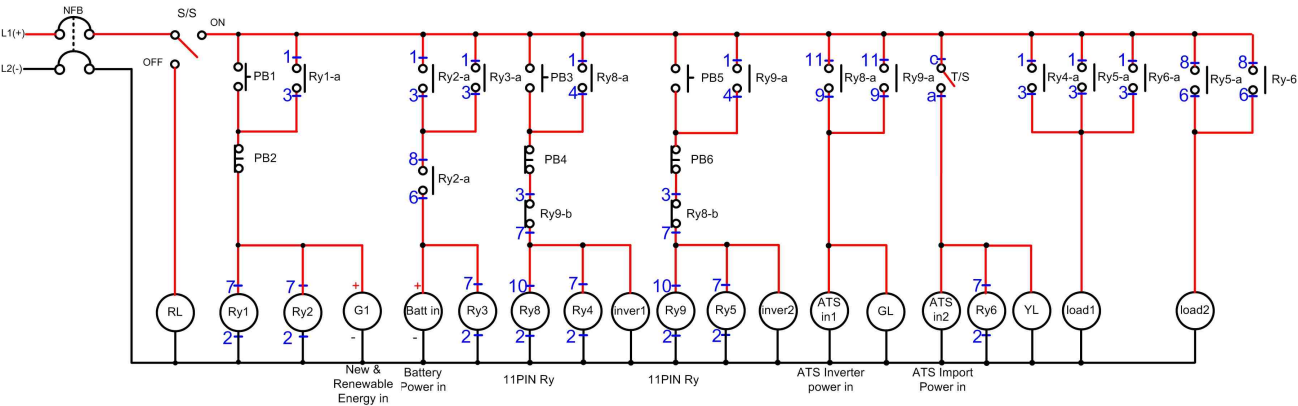 NFB
S/S
ON
L1(+)
OFF
L2(-)
1 1 1 1 1 11 11 c 1 1 1 8 8
PB1 Ry1-a Ry2-a Ry3-a PB3 Ry8-a PB5 Ry9-a Ry8-a Ry9-a T/S Ry4-a Ry5-a Ry6-a Ry5-a Ry-6
3 3 3 4 4 9 9 a 3 3 3 6 6
PB2 8 PB4 PB6
Ry2-a
6 3 3
Ry9-b Ry8-b
7 7
7 7 + + 7 10 7 10 7 7
RL Ry1 Ry2 G1 Batt in Ry3 Ry8 Ry4 inver1 Ry9 Ry5 inver2 ATS in1 GL ATS in2 Ry6 YL load1 load2
2 2 - - 2 2 2 2 2 2
New &
Renewable
Energy in
Battery
Power in
11PIN Ry
11PIN Ry
ATS Inverter
power in
ATS Import
Power in